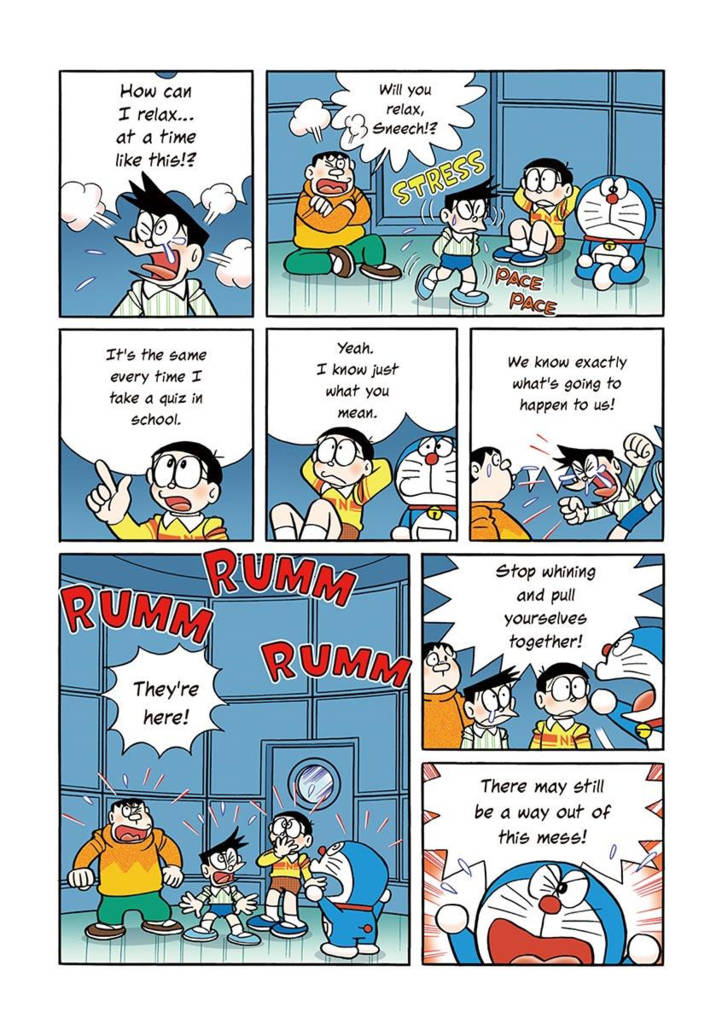 How can
I relax...
at a time
like this!?
Will you
relax,
Sneech!?
STRESS
PACE
PACE
It's the same
every time I
take a quiz in
school.
Yeah.
I know just
what you
mean.
We know exactly
what's going to
happen to us!
RUMM
RUMM
RUMM
They're
here!
Stop whining
and pull
yourselves
together!
There may still
be a way out of
this mess!